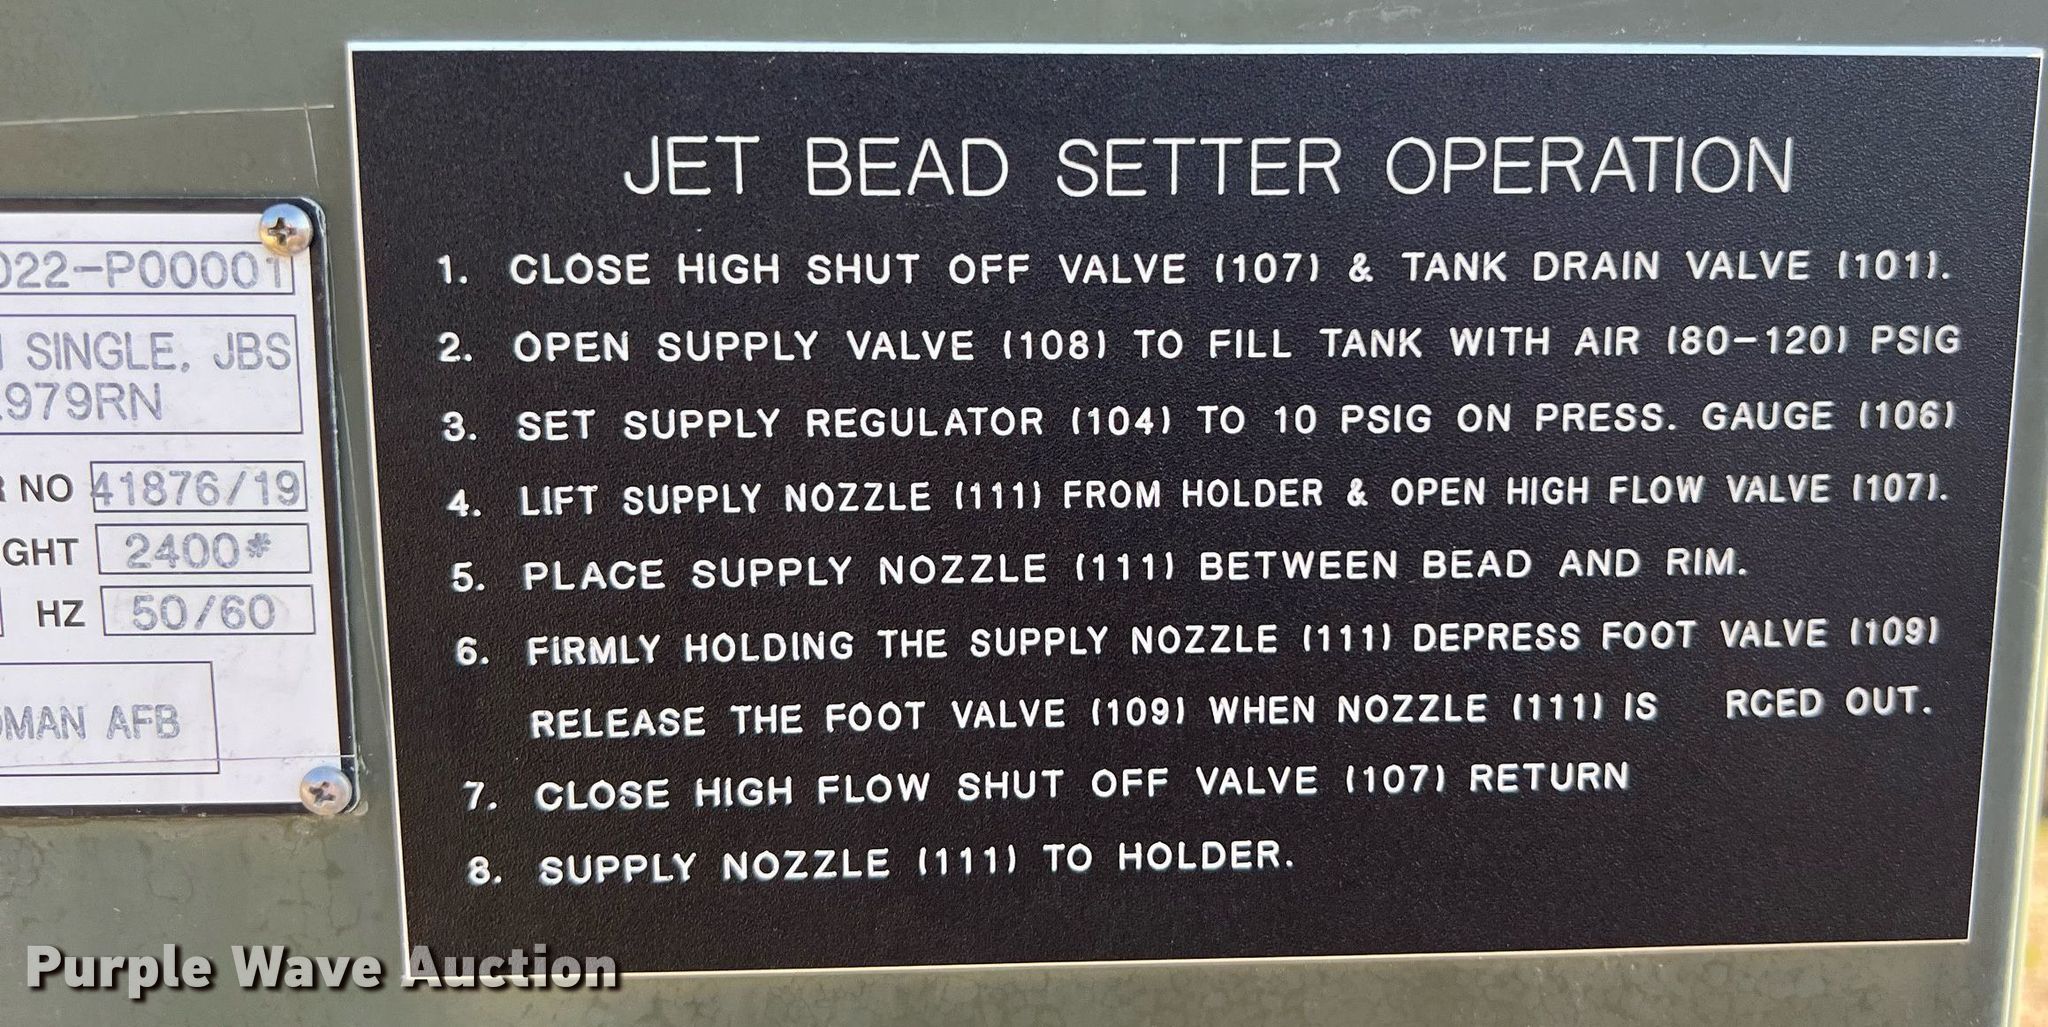 JET BEAD SETTER OPERATION
1. CLOSE HIGH SHUT OFF VALVE (107) & TANK DRAIN VALVE (101).
2. OPEN SUPPLY VALVE (108) TO FILL TANK WITH AIR (80-120) PSIG
3. SET SUPPLY REGULATOR (104) TO 10 PSIG ON PRESS. GAUGE (106)
4. LIFT SUPPLY NOZZLE (111) FROM HOLDER & OPEN HIGH FLOW VALVE (107).
5. PLACE SUPPLY NOZZLE (111) BETWEEN BEAD AND RIM.
6. FIRMLY HOLDING THE SUPPLY NOZZLE (111) DEPRESS FOOT VALVE (109)
RELEASE THE FOOT VALVE (109) WHEN NOZZLE (111) IS RCED OUT.
7. CLOSE HIGH FLOW SHUT OFF VALVE (107) RETURN
8. SUPPLY NOZZLE (111) TO HOLDER.
022-P00001
SINGLE, JBS
979RN
R NO 41876/19
GHT 2400#
HZ 50/60
MAN AFB
Purple Wave Auction